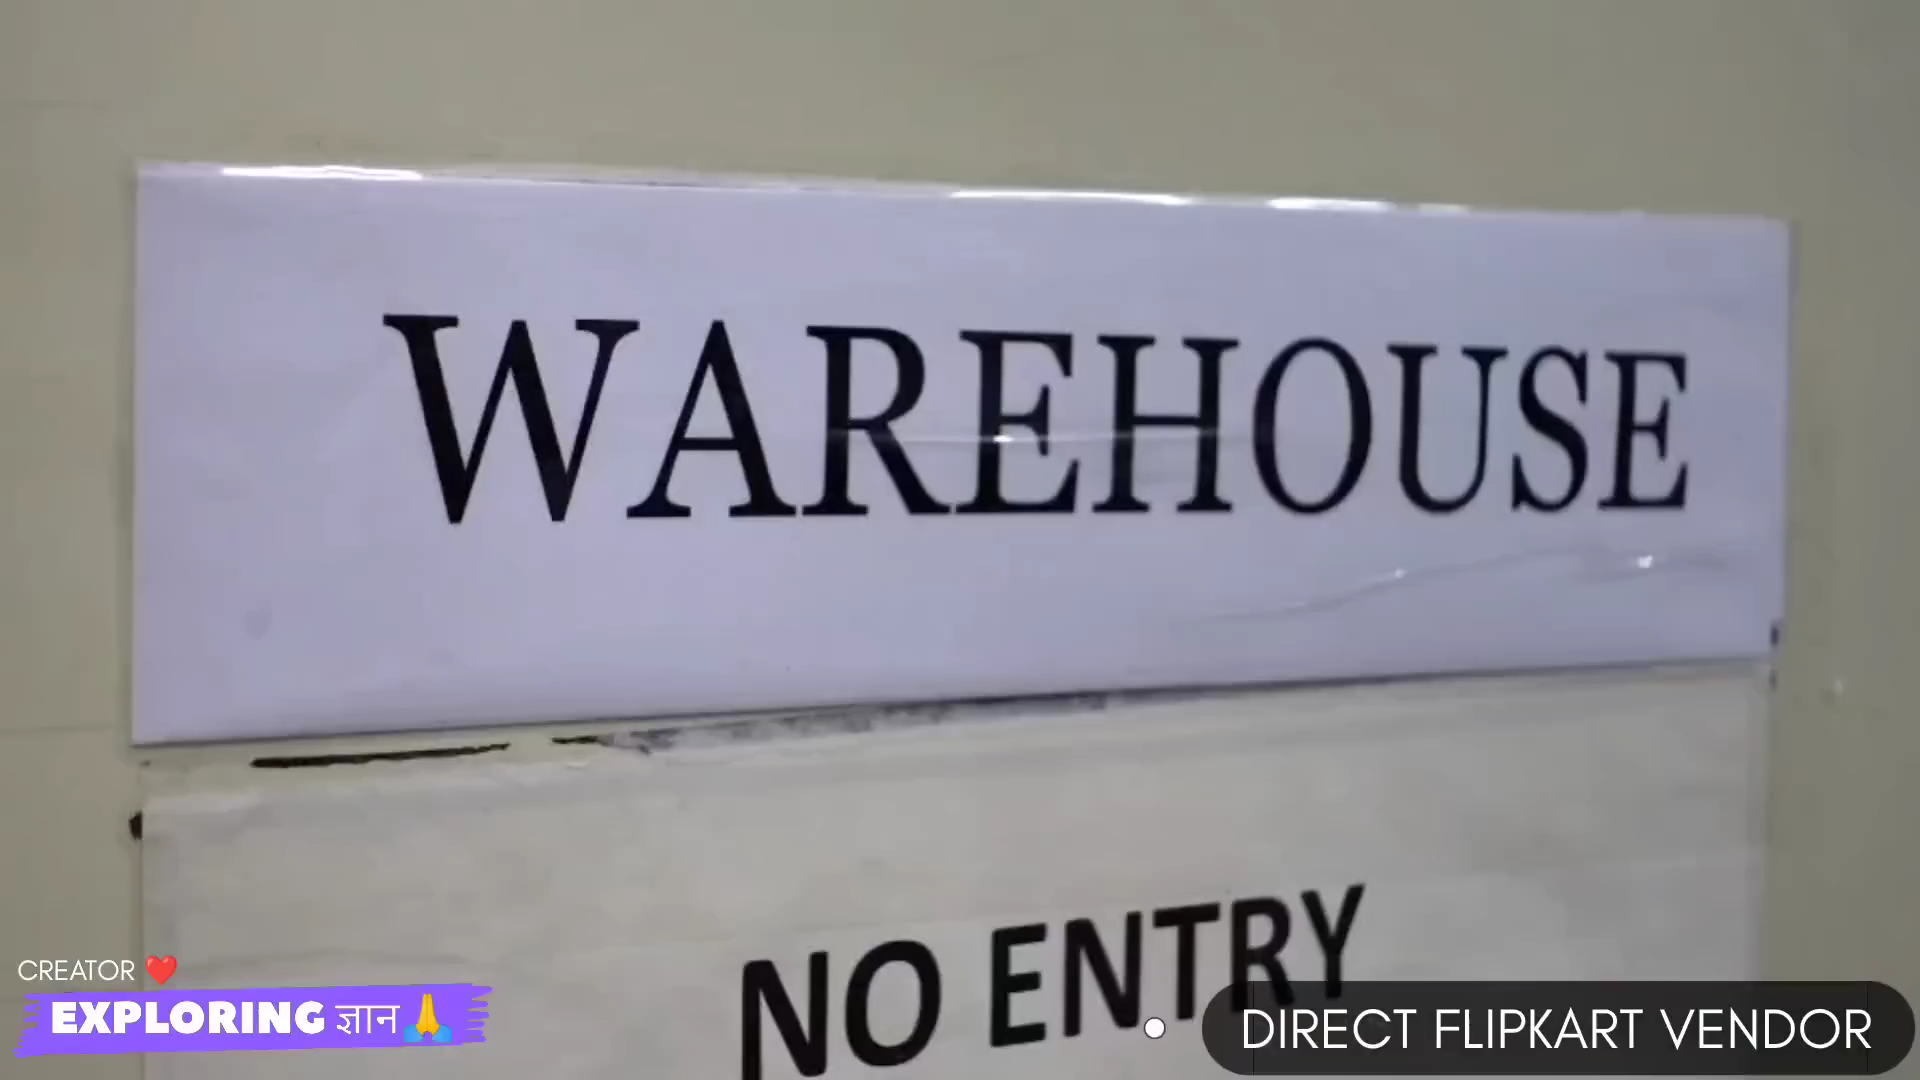 WAREHOUSE
NO ENTRY
CREATOR ❤️
EXPLORING ज्ञान🙏
DIRECT FLIPKART VENDOR